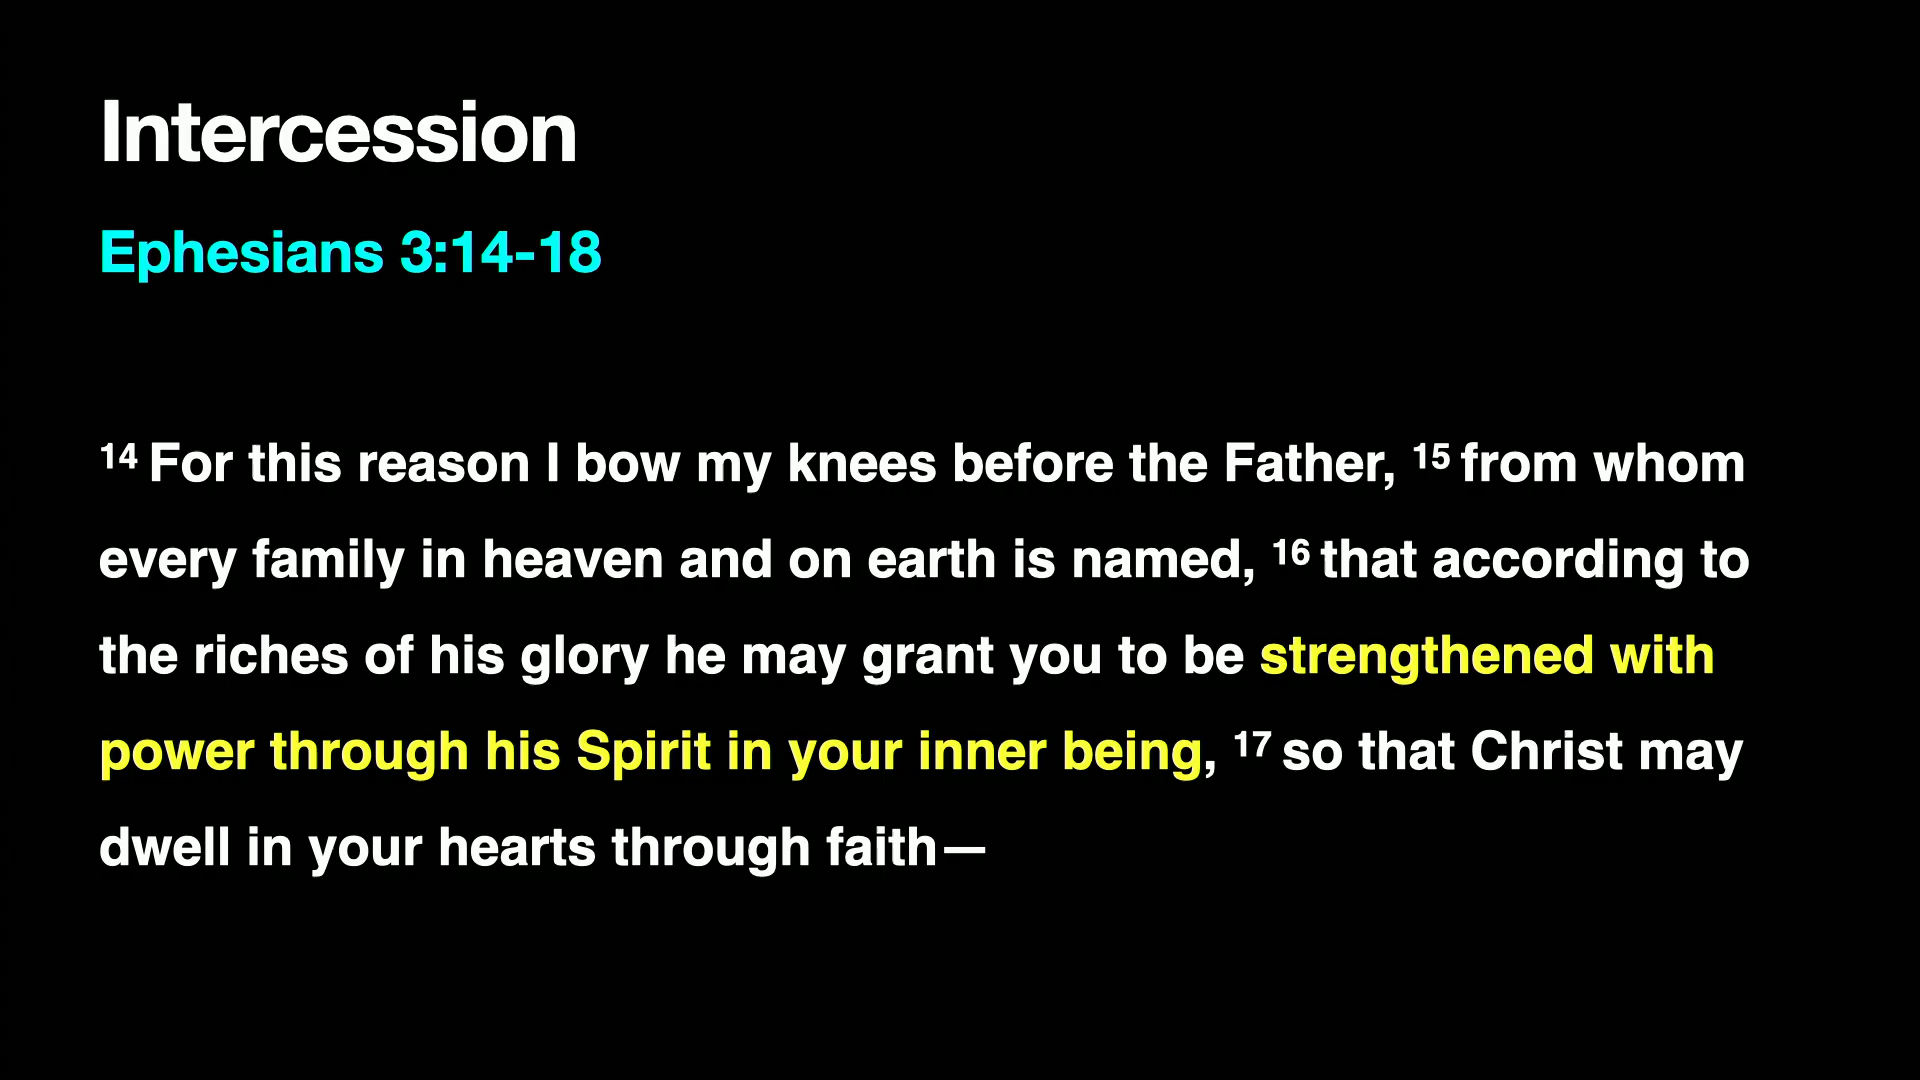 Intercession
Ephesians 3:14-18
14 For this reason I bow my knees before the Father, 15 from whom
every family in heaven and on earth is named, 16 that according to
the riches of his glory he may grant you to be strengthened with
power through his Spirit in your inner being, 17 so that Christ may
dwell in your hearts through faith—